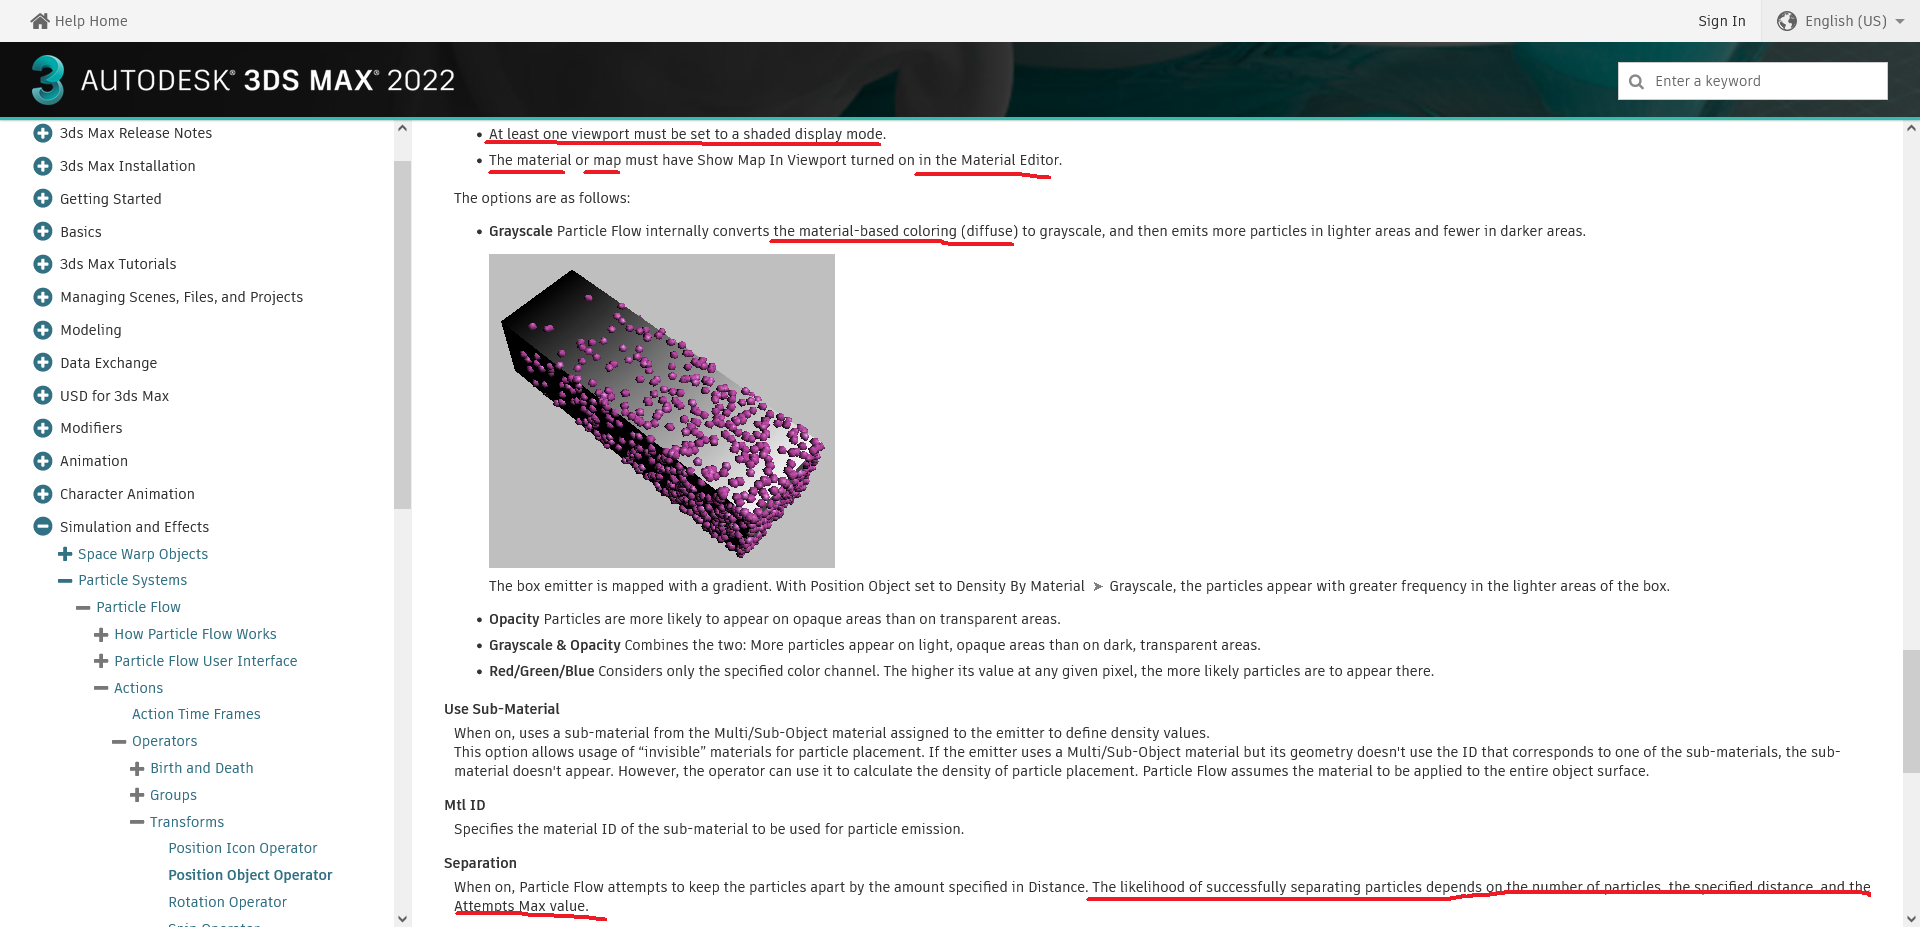 Help Home
Sign In
English (US)
AUTODESK® 3DS MAX® 2022
Enter a keyword
3ds Max Release Notes
3ds Max Installation
Getting Started
Basics
3ds Max Tutorials
Managing Scenes, Files, and Projects
Modeling
Data Exchange
USD for 3ds Max
Modifiers
Animation
Character Animation
Simulation and Effects
Space Warp Objects
Particle Systems
Particle Flow
How Particle Flow Works
Particle Flow User Interface
Actions
Action Time Frames
Operators
Birth and Death
Groups
Transforms
Position Icon Operator
Position Object Operator
Rotation Operator
Spin Operator
• At least one viewport must be set to a shaded display mode.
• The material or map must have Show Map In Viewport turned on in the Material Editor.
The options are as follows:
• Grayscale Particle Flow internally converts the material-based coloring (diffuse) to grayscale, and then emits more particles in lighter areas and fewer in darker areas.
The box emitter is mapped with a gradient. With Position Object set to Density By Material ➤ Grayscale, the particles appear with greater frequency in the lighter areas of the box.
• Opacity Particles are more likely to appear on opaque areas than on transparent areas.
• Grayscale & Opacity Combines the two: More particles appear on light, opaque areas than on dark, transparent areas.
• Red/Green/Blue Considers only the specified color channel. The higher its value at any given pixel, the more likely particles are to appear there.
Use Sub-Material
When on, uses a sub-material from the Multi/Sub-Object material assigned to the emitter to define density values.
This option allows usage of “invisible” materials for particle placement. If the emitter uses a Multi/Sub-Object material but its geometry doesn't use the ID that corresponds to one of the sub-materials, the sub-
material doesn't appear. However, the operator can use it to calculate the density of particle placement. Particle Flow assumes the material to be applied to the entire object surface.
Mtl ID
Specifies the material ID of the sub-material to be used for particle emission.
Separation
When on, Particle Flow attempts to keep the particles apart by the amount specified in Distance. The likelihood of successfully separating particles depends on the number of particles, the specified distance, and the
Attempts Max value.